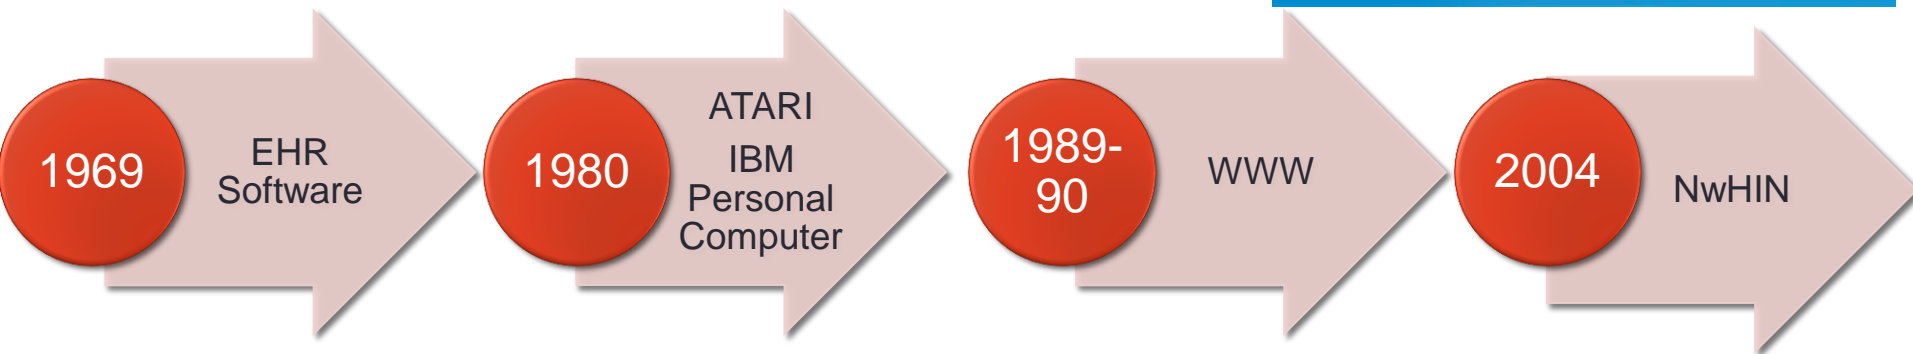 1969
EHR
Software
1980
ATARI
IBM
Personal
Computer
1989-
90
WWW
2004
NwHIN